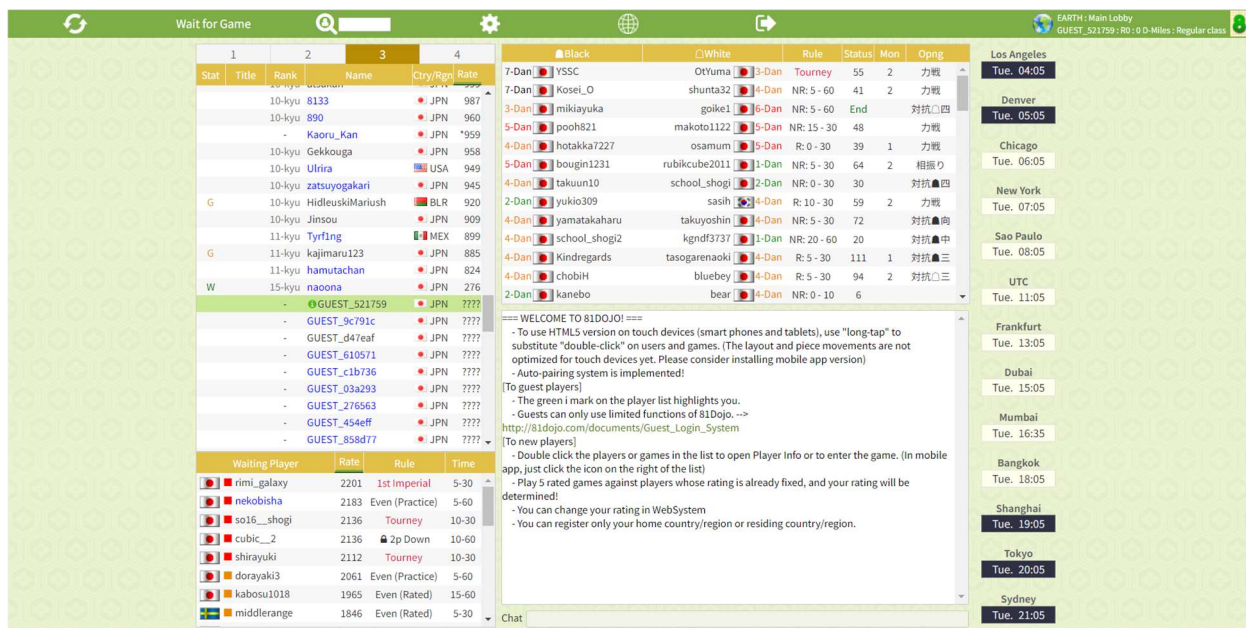 Wait for Game
EARTH : Main Lobby
GUEST_521759 : R0 : 0 D-Miles : Regular class
8
1 2 3 4
Stat Title Rank Name Ctry/Rgn Rate
10-kyu 8133 JPN 987
10-kyu 890 JPN 960
- Kaoru_Kan JPN *959
10-kyu Gekkouga JPN 958
10-kyu Ulrira USA 949
10-kyu zatsuyogakari JPN 945
G 10-kyu HidleuskiMariush BLR 920
10-kyu Jinsou JPN 909
11-kyu Tyrf1ng MEX 899
G 11-kyu kajimaru123 JPN 885
11-kyu hamutachan JPN 824
W 15-kyu naoona JPN 276
- GUEST_521759 JPN ????
- GUEST_9c791c JPN ????
- GUEST_d47eaf JPN ????
- GUEST_610571 JPN ????
- GUEST_c1b736 JPN ????
- GUEST_03a293 JPN ????
- GUEST_276563 JPN ????
- GUEST_454eff JPN ????
- GUEST_858d77 JPN ????
Waiting Player Rate Rule Time
rimi_galaxy 2201 1st Imperial 5-30
nekobisha 2183 Even (Practice) 5-60
so16__shogi 2136 Tourney 10-30
cubic__2 2136 2p Down 10-60
shirayuki 2112 Tourney 10-30
dorayaki3 2061 Even (Practice) 5-60
kabosu1018 1965 Even (Rated) 15-60
middlerange 1846 Even (Rated) 5-30
☗Black ☖White Rule Status Mon Opng
7-Dan YSSC OtYuma 3-Dan Tourney 55 2 力戦
7-Dan Kosei_O shunta32 4-Dan NR: 5 - 60 41 2 力戦
3-Dan mikiayuka goike1 6-Dan NR: 5 - 60 End 対抗☖四
5-Dan pooh821 makoto1122 5-Dan NR: 15 - 30 48 力戦
4-Dan hotakka7227 osamum 5-Dan R: 0 - 30 39 1 力戦
5-Dan bougin1231 rubikcube2011 1-Dan NR: 5 - 30 64 2 相振り
4-Dan takuun10 school_shogi 2-Dan NR: 0 - 30 30 対抗☗四
2-Dan yukio309 sasih 4-Dan R: 10 - 30 59 2 力戦
4-Dan yamatakaharu takuyoshin 4-Dan NR: 5 - 30 72 対抗☗向
4-Dan school_shogi2 kgndf3737 1-Dan NR: 20 - 60 20 対抗☗中
4-Dan Kindregards tasogarenaoki 4-Dan R: 5 - 30 111 1 対抗☗三
4-Dan chobiH bluebey 4-Dan R: 5 - 30 94 2 対抗☖三
2-Dan kanebo bear 4-Dan NR: 0 - 10 6
=== WELCOME TO 81DOJO! ===
- To use HTML5 version on touch devices (smart phones and tablets), use "long-tap" to
substitute "double-click" on users and games. (The layout and piece movements are not
optimized for touch devices yet. Please consider installing mobile app version)
- Auto-pairing system is implemented!
[To guest players]
- The green i mark on the player list highlights you.
- Guests can only use limited functions of 81Dojo. -->
http://81dojo.com/documents/Guest_Login_System
[To new players]
- Double click the players or games in the list to open Player Info or to enter the game. (In mobile
app, just click the icon on the right of the list)
- Play 5 rated games against players whose rating is already fixed, and your rating will be
determined!
- You can change your rating in WebSystem
- You can register only your home country/region or residing country/region.
Chat
Los Angeles
Tue. 04:05
Denver
Tue. 05:05
Chicago
Tue. 06:05
New York
Tue. 07:05
Sao Paulo
Tue. 08:05
UTC
Tue. 11:05
Frankfurt
Tue. 13:05
Dubai
Tue. 15:05
Mumbai
Tue. 16:35
Bangkok
Tue. 18:05
Shanghai
Tue. 19:05
Tokyo
Tue. 20:05
Sydney
Tue. 21:05